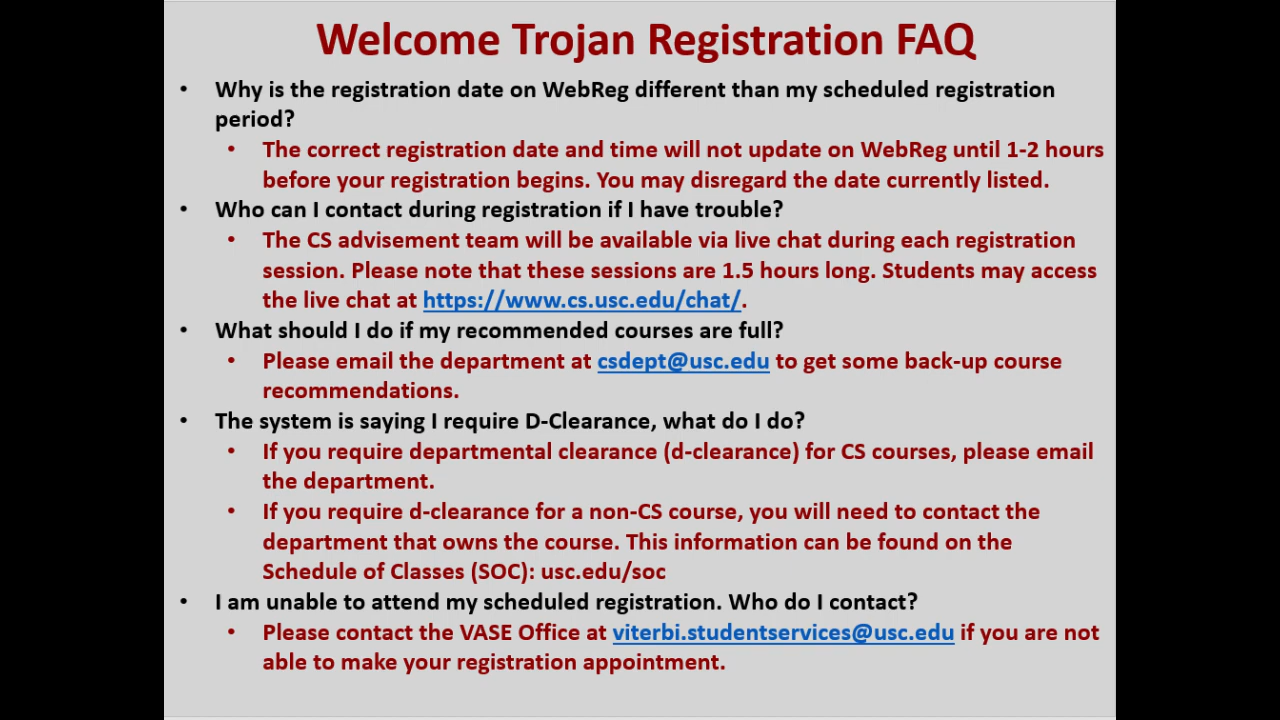 Welcome Trojan Registration FAQ
• Why is the registration date on WebReg different than my scheduled registration
period?
• The correct registration date and time will not update on WebReg until 1-2 hours
before your registration begins. You may disregard the date currently listed.
• Who can I contact during registration if I have trouble?
• The CS advisement team will be available via live chat during each registration
session. Please note that these sessions are 1.5 hours long. Students may access
the live chat at https://www.cs.usc.edu/chat/.
• What should I do if my recommended courses are full?
• Please email the department at csdept@usc.edu to get some back-up course
recommendations.
• The system is saying I require D-Clearance, what do I do?
• If you require departmental clearance (d-clearance) for CS courses, please email
the department.
• If you require d-clearance for a non-CS course, you will need to contact the
department that owns the course. This information can be found on the
Schedule of Classes (SOC): usc.edu/soc
• I am unable to attend my scheduled registration. Who do I contact?
• Please contact the VASE Office at viterbi.studentservices@usc.edu if you are not
able to make your registration appointment.